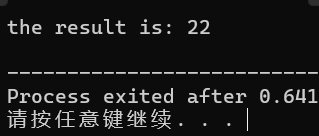 the result is: 22
--------------------------------
Process exited after 0.641
请按任意键继续. . .